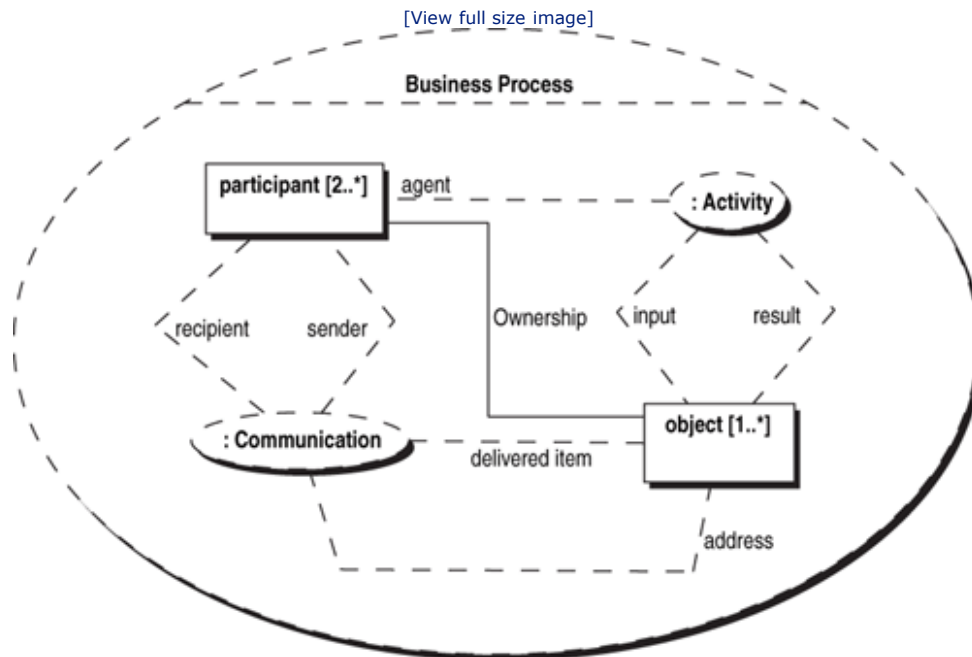 [View full size image]
Business Process
participant [2..*]
agent
: Activity
recipient
sender
Ownership
input
result
object [1..*]
: Communication
delivered item
address